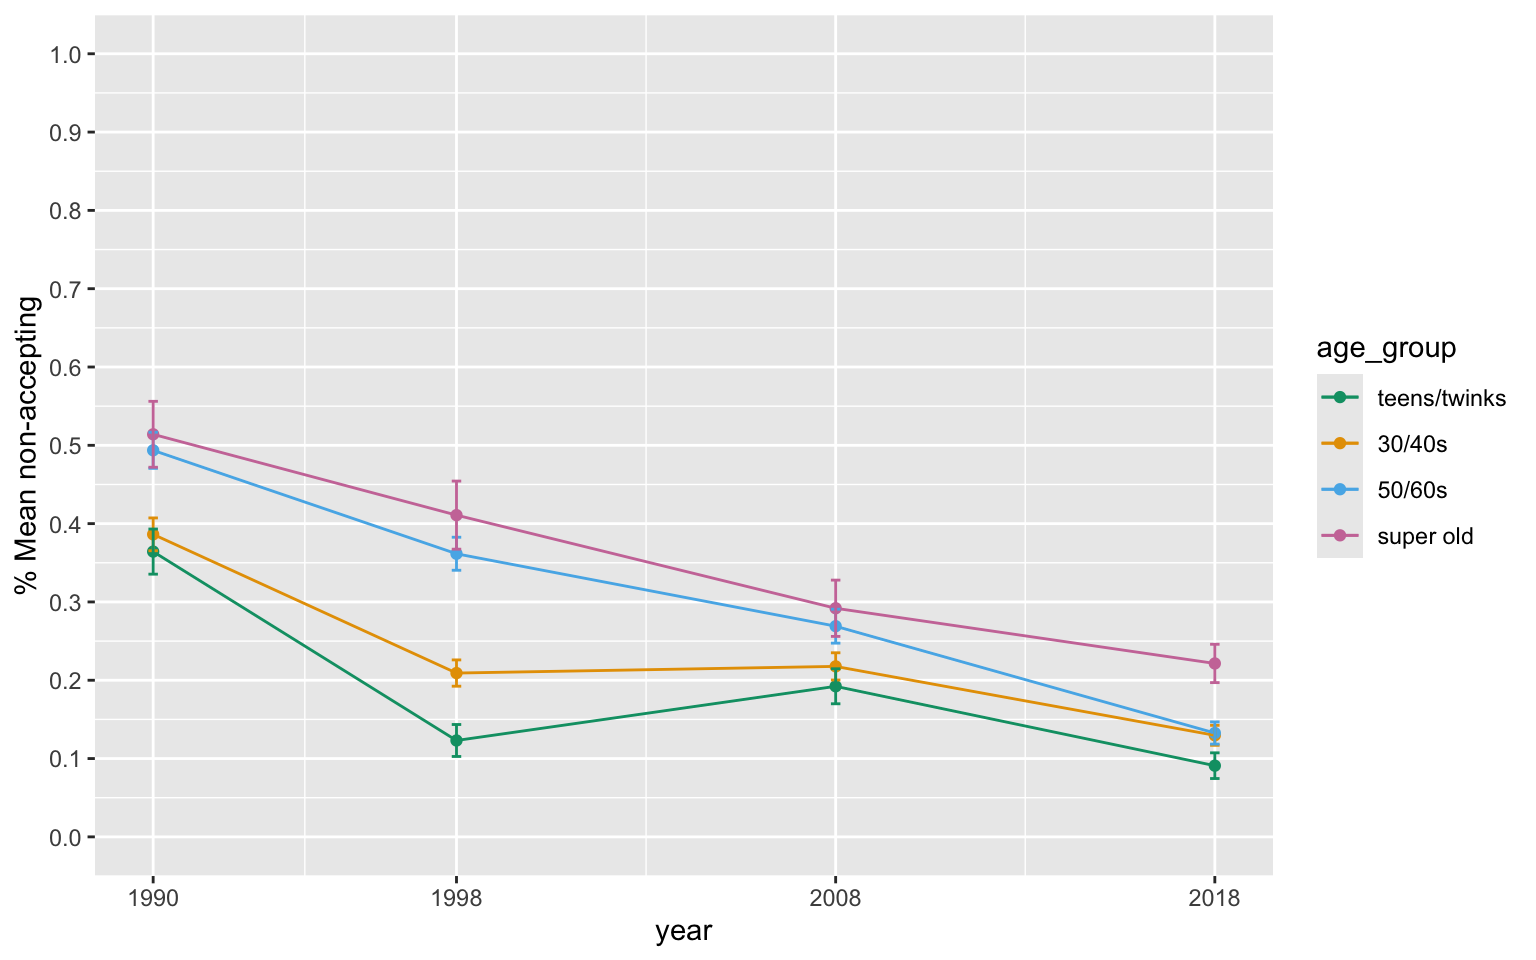 % Mean non-accepting
1.0
0.9
0.8
0.7
0.6
0.5
0.4
0.3
0.2
0.1
0.0
1990 1998 2008 2018
year
age_group
teens/twinks
30/40s
50/60s
super old